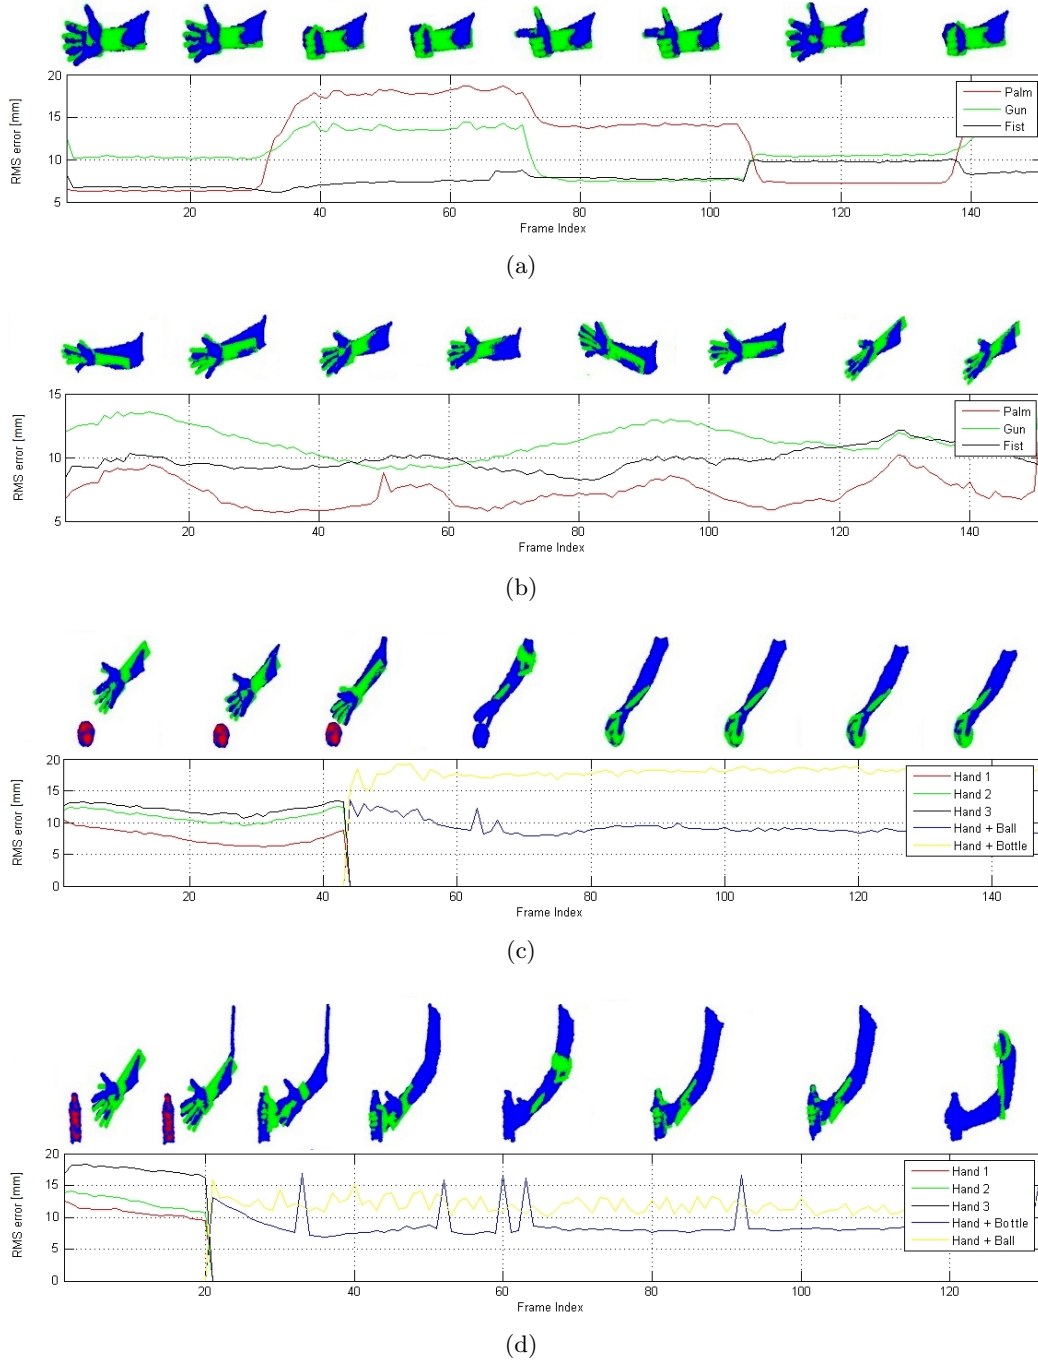 20
15
10
5
RMS error [mm]
20
40
60
80
100
120
140
Frame Index
Palm
Gun
Fist
(a)
15
10
5
RMS error [mm]
20
40
60
80
100
120
140
Frame Index
Palm
Gun
Fist
(b)
20
15
10
5
0
RMS error [mm]
20
40
60
80
100
120
140
Frame Index
Hand 1
Hand 2
Hand 3
Hand + Ball
Hand + Bottle
(c)
20
15
10
5
0
RMS error [mm]
20
40
60
80
100
120
Frame Index
Hand 1
Hand 2
Hand 3
Hand + Bottle
Hand + Ball
(d)